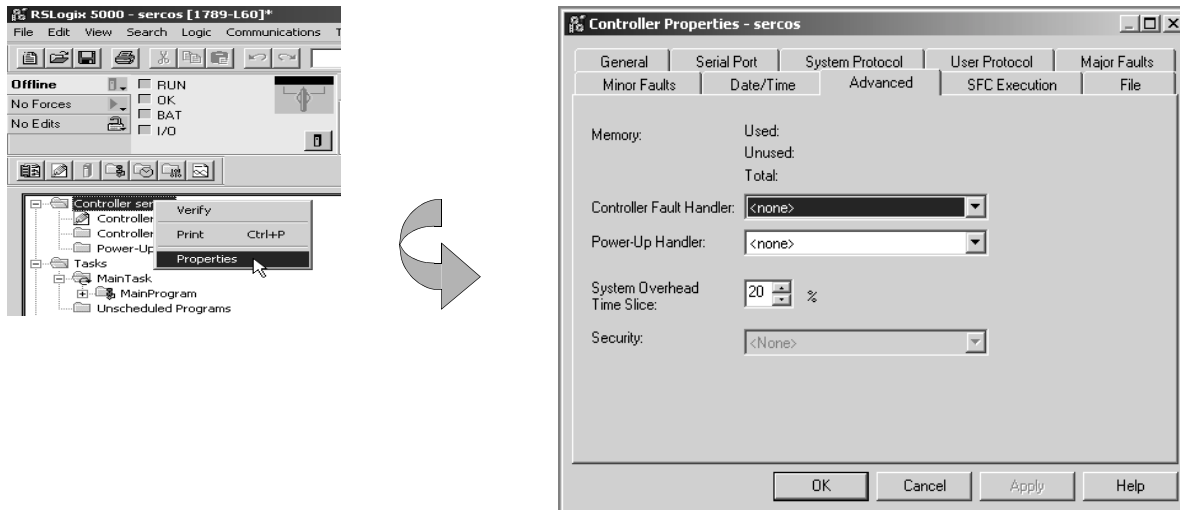 RSLogix 5000 - sercos [1789-L60]*
File Edit View Search Logic Communications
Offline
RUN
No Forces
OK
BAT
No Edits
I/O
Controller ser
Controller
Controller
Power-Up
Tasks
MainTask
MainProgram
Unscheduled Programs
Verify
Print Ctrl+P
Properties
Controller Properties - sercos
General Serial Port System Protocol User Protocol Major Faults
Minor Faults Date/Time Advanced SFC Execution File
Memory: Used:
Unused:
Total:
Controller Fault Handler: <none>
Power-Up Handler: <none>
System Overhead
Time Slice: 20 %
Security: <None>
OK Cancel Apply Help